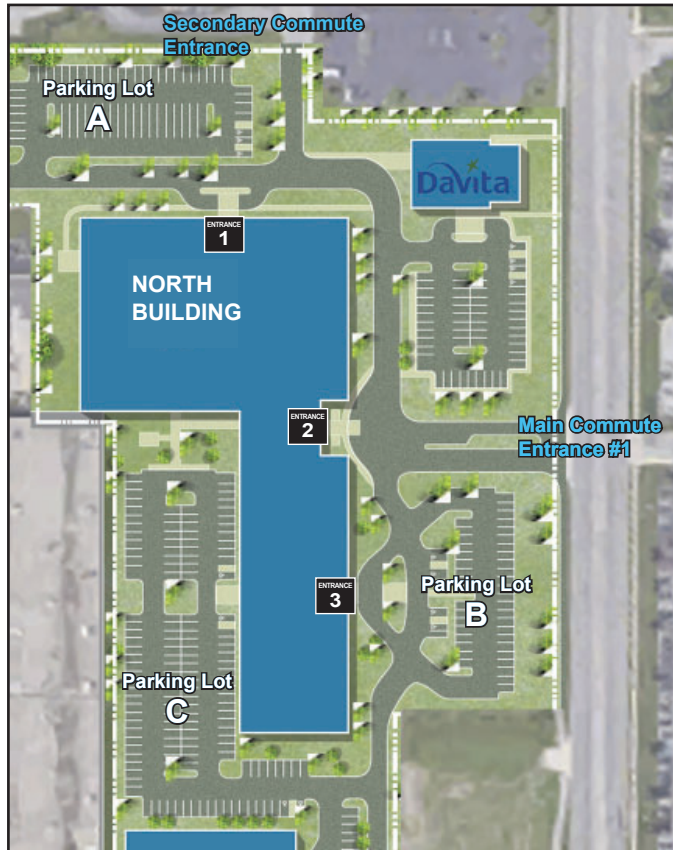 Secondary Commute
Entrance
Parking Lot
A
DaVita
ENTRANCE
1
NORTH
BUILDING
ENTRANCE
2
Main Commute
Entrance #1
ENTRANCE
3
Parking Lot
B
Parking Lot
C